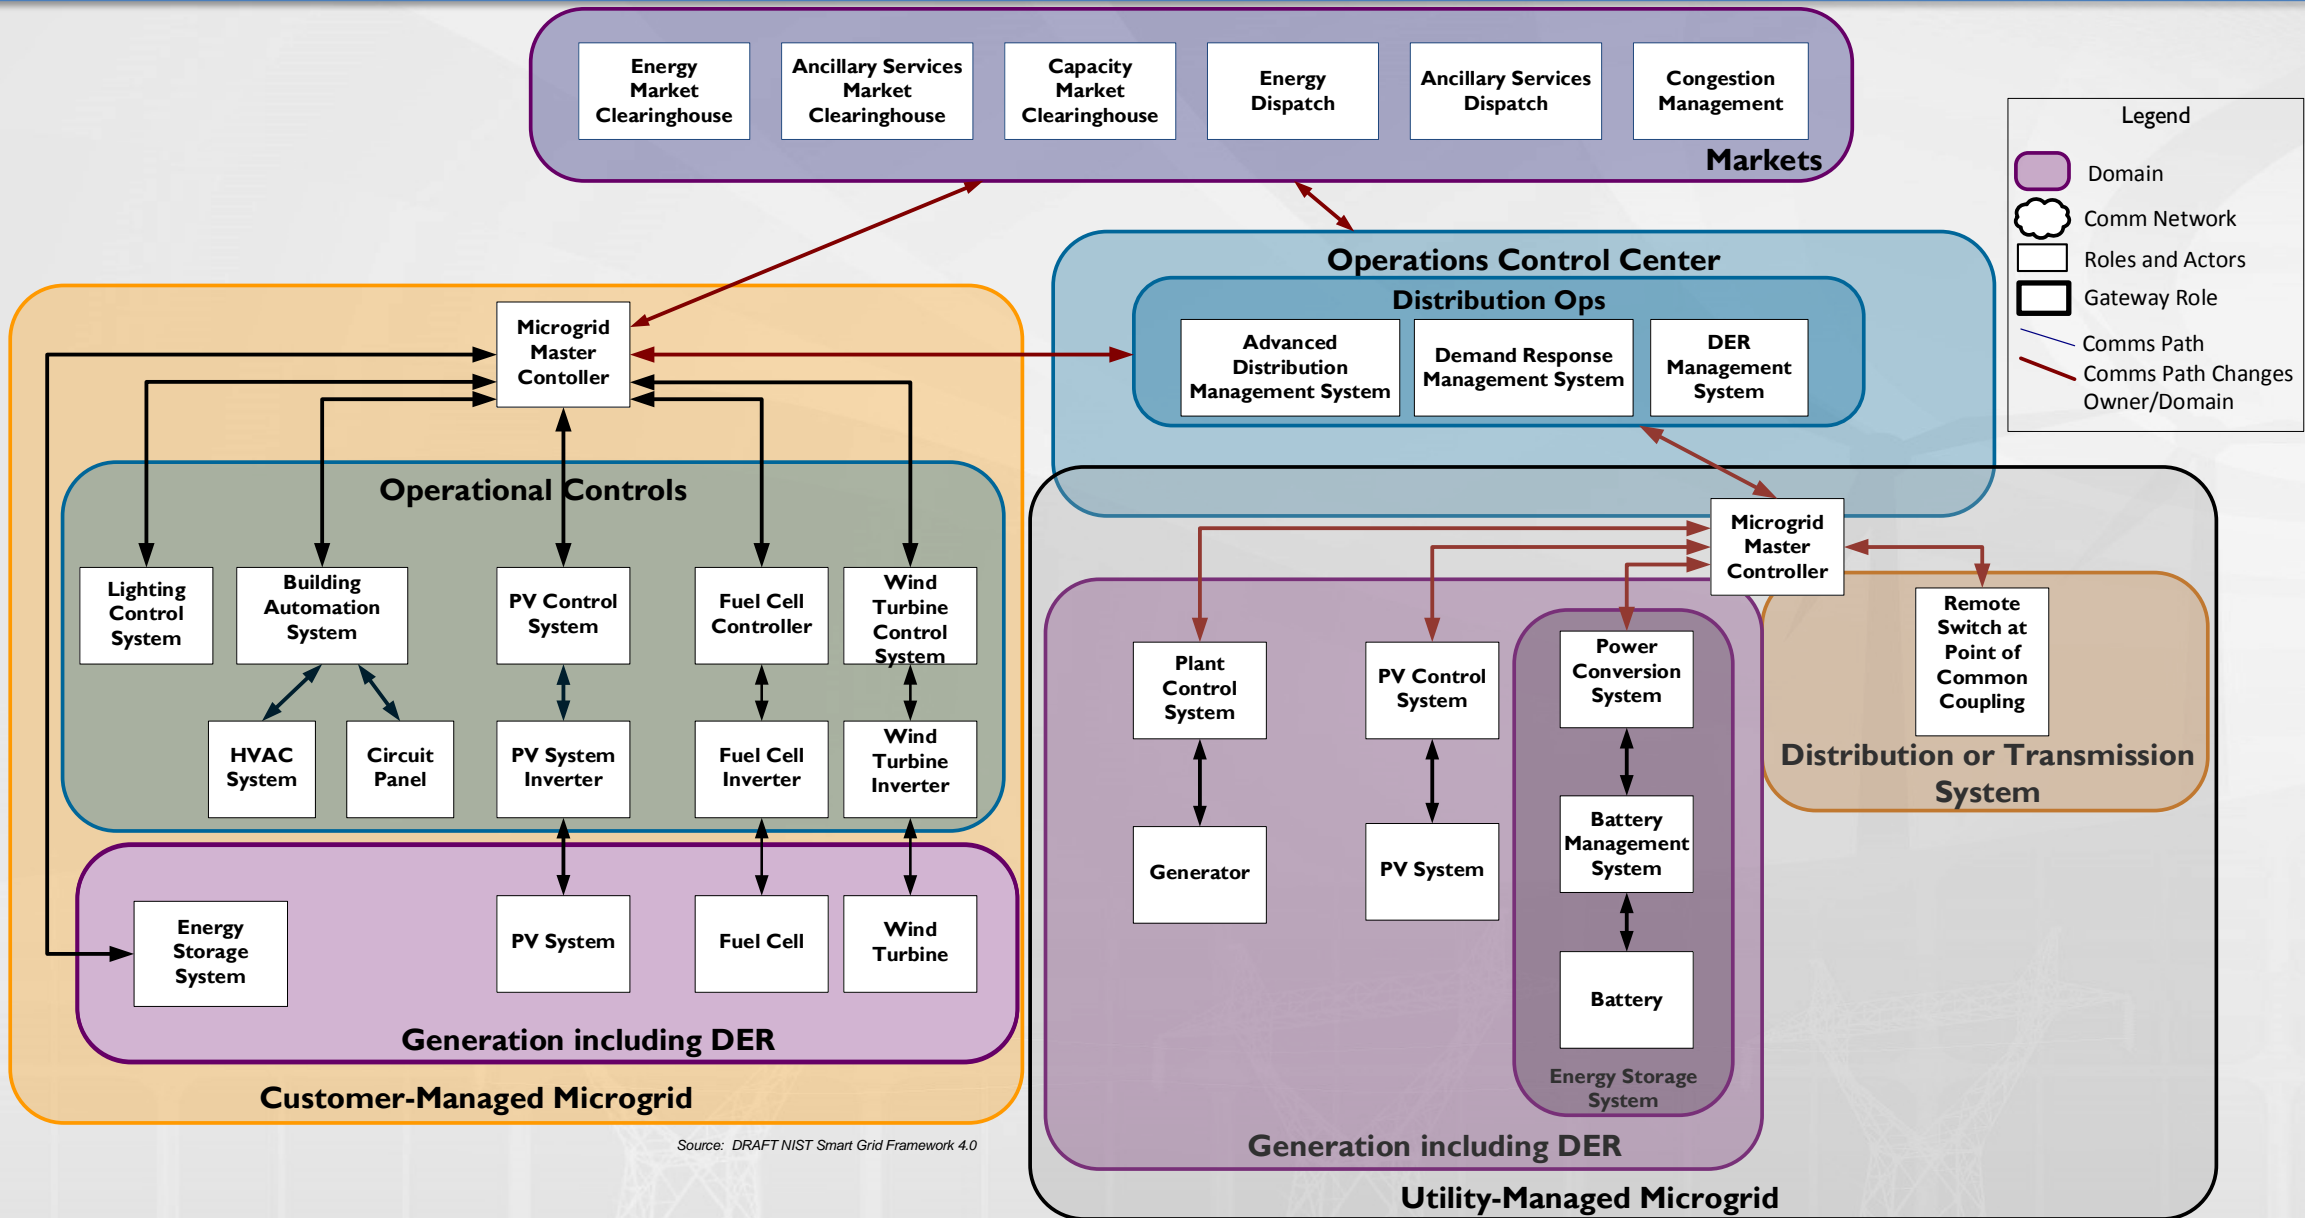 Energy
Market
Clearinghouse
Ancillary Services
Market
Clearinghouse
Capacity
Market
Clearinghouse
Energy
Dispatch
Ancillary Services
Dispatch
Congestion
Management
Markets
Legend
Domain
Comm Network
Roles and Actors
Gateway Role
Comms Path
Comms Path Changes
Owner/Domain
Operations Control Center
Distribution Ops
Advanced
Distribution
Management System
Demand Response
Management System
DER
Management
System
Microgrid
Master
Contoller
Operational Controls
Lighting
Control
System
Building
Automation
System
PV Control
System
Fuel Cell
Controller
Wind
Turbine
Control
System
HVAC
System
Circuit
Panel
PV System
Inverter
Fuel Cell
Inverter
Wind
Turbine
Inverter
Energy
Storage
System
PV System
Fuel Cell
Wind
Turbine
Generation including DER
Customer-Managed Microgrid
Source: DRAFT NIST Smart Grid Framework 4.0
Microgrid
Master
Controller
Plant
Control
System
PV Control
System
Power
Conversion
System
Remote
Switch at
Point of
Common
Coupling
Distribution or Transmission
System
Generator
PV System
Battery
Management
System
Battery
Energy Storage
System
Generation including DER
Utility-Managed Microgrid